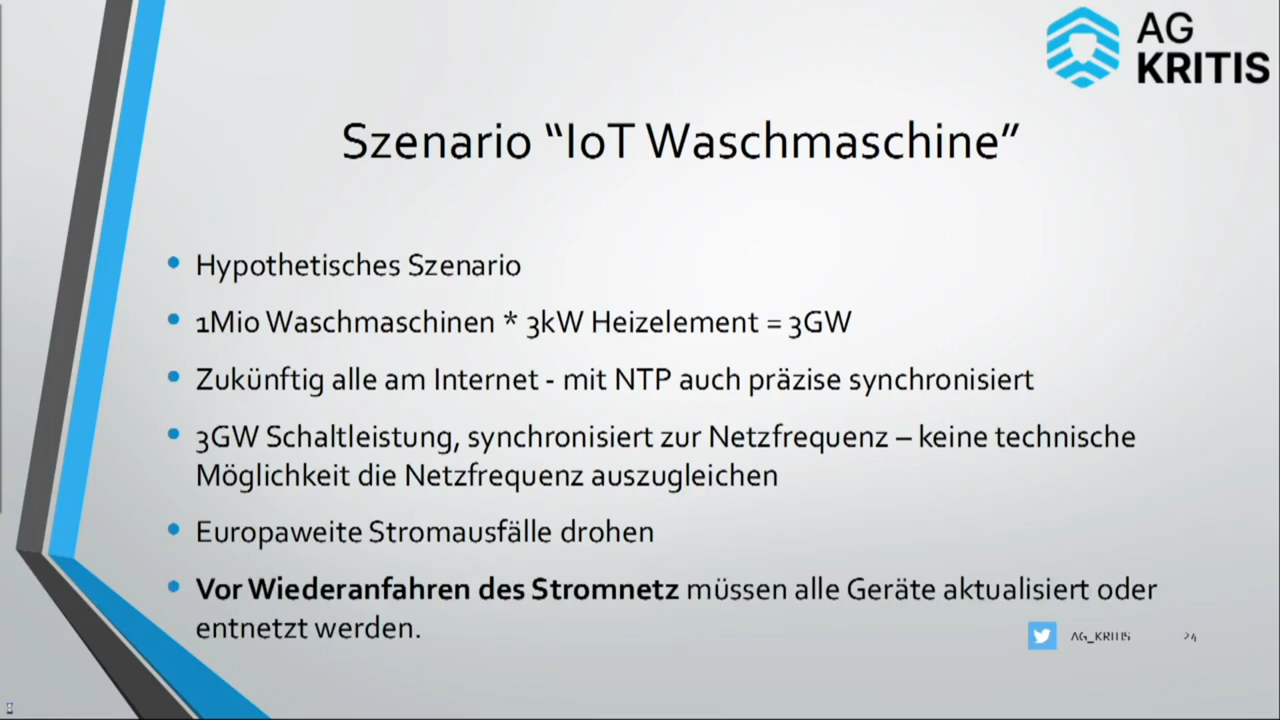 AG
KRITIS
Szenario “IoT Waschmaschine”
• Hypothetisches Szenario
• 1Mio Waschmaschinen * 3kW Heizelement = 3GW
• Zukünftig alle am Internet - mit NTP auch präzise synchronisiert
• 3GW Schaltleistung, synchronisiert zur Netzfrequenz – keine technische
Möglichkeit die Netzfrequenz auszugleichen
• Europaweite Stromausfälle drohen
• Vor Wiederanfahren des Stromnetz müssen alle Geräte aktualisiert oder
entnetzt werden.
AG_KRITIS
24